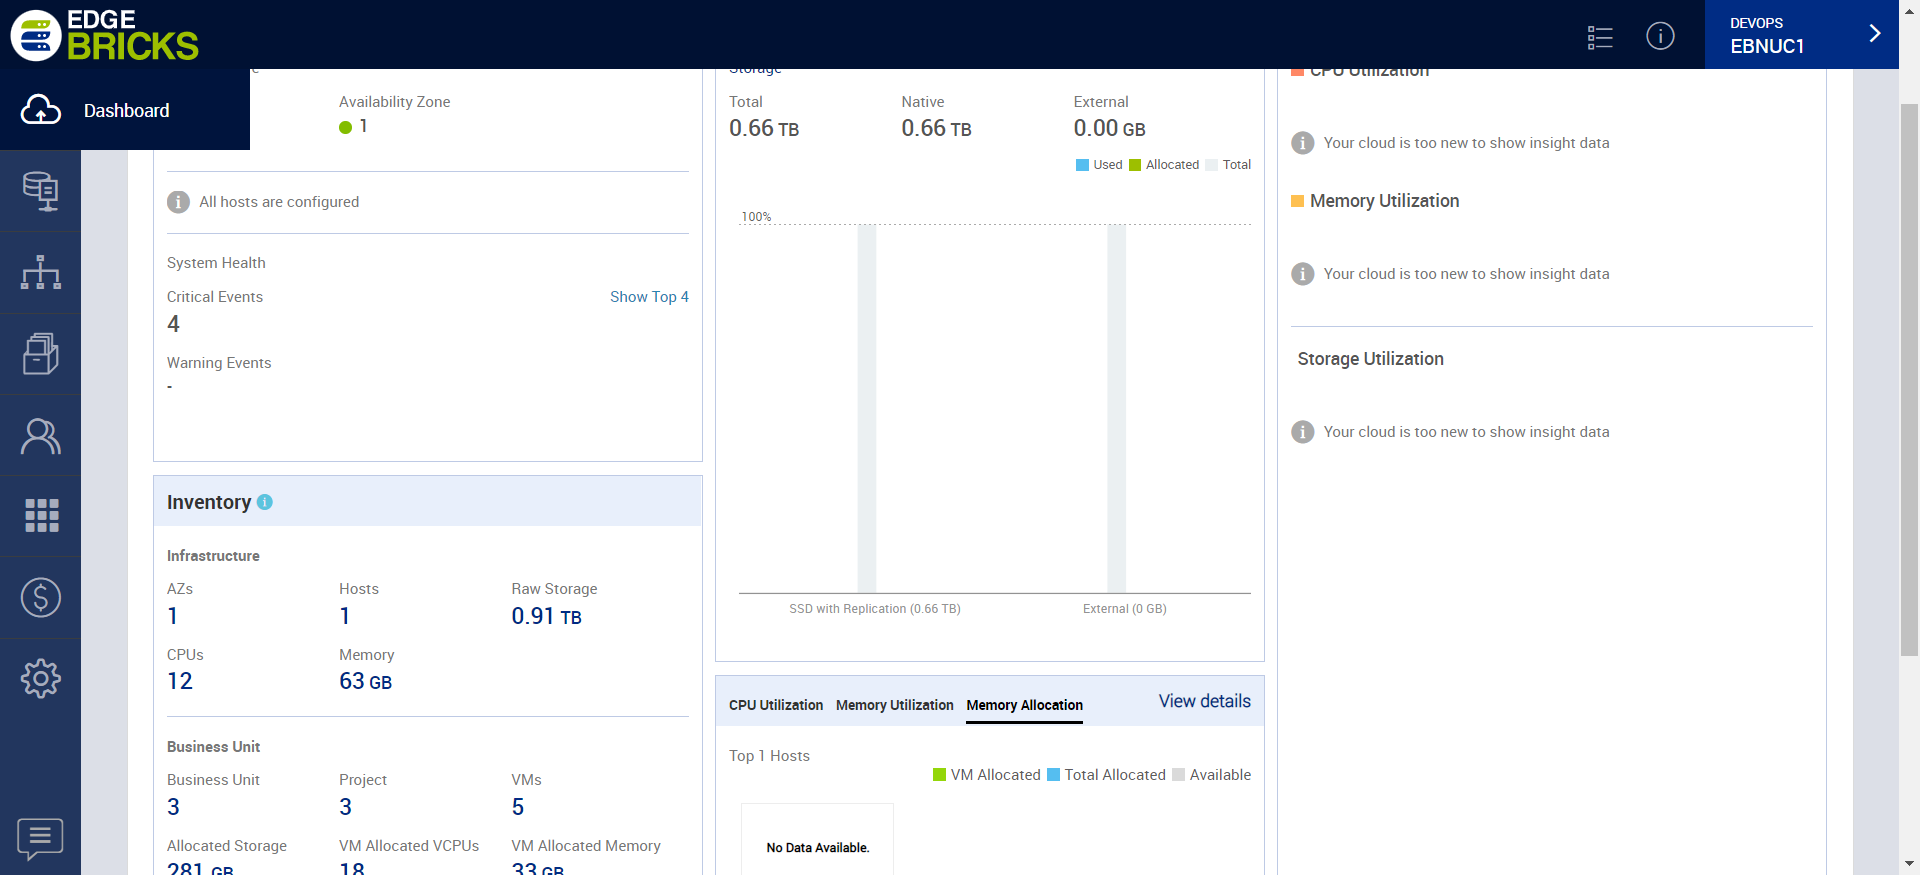 EDGE
BRICKS
DEVOPS
EBNUC1
Dashboard
Availability Zone
1
All hosts are configured
System Health
Critical Events
Show Top 4
4
Warning Events
-
Inventory
Infrastructure
AZs
Hosts
Raw Storage
1
1
0.91 TB
CPUs
Memory
12
63 GB
Business Unit
Business Unit
Project
VMs
3
3
5
Allocated Storage
VM Allocated VCPUs
VM Allocated Memory
281 GB
18
33 GB
Storage
Total
Native
External
0.66 TB
0.66 TB
0.00 GB
Used
Allocated
Total
100%
SSD with Replication (0.66 TB)
External (0 GB)
CPU Utilization
Memory Utilization
Memory Allocation
View details
Top 1 Hosts
VM Allocated
Total Allocated
Available
No Data Available.
CPU Utilization
Your cloud is too new to show insight data
Memory Utilization
Your cloud is too new to show insight data
Storage Utilization
Your cloud is too new to show insight data